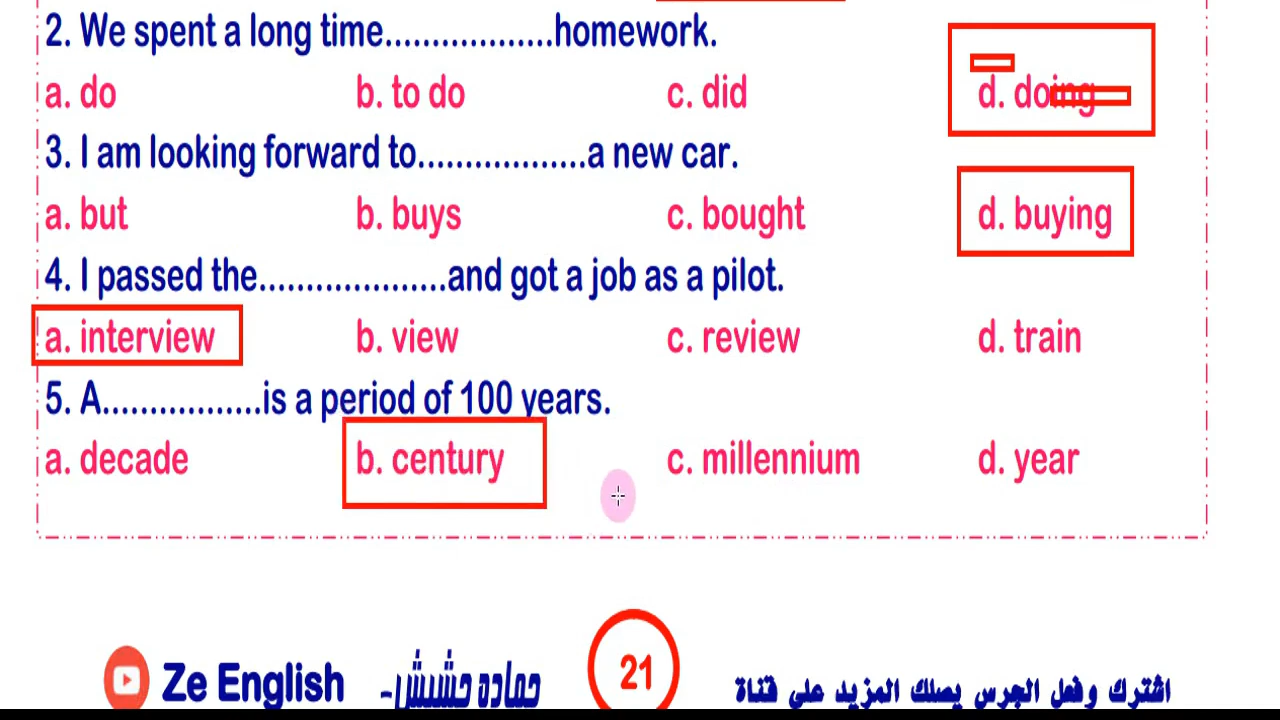 2. We spent a long time..................homework.
a. do b. to do c. did d. doing
3. I am looking forward to..................a new car.
a. but b. buys c. bought d. buying
4. I passed the....................and got a job as a pilot.
a. interview b. view c. review d. train
5. A.................is a period of 100 years.
a. decade b. century c. millennium d. year
Ze English حماده حشيش- 21 اشترك وفعل الجرس يصلك المزيد على قناة